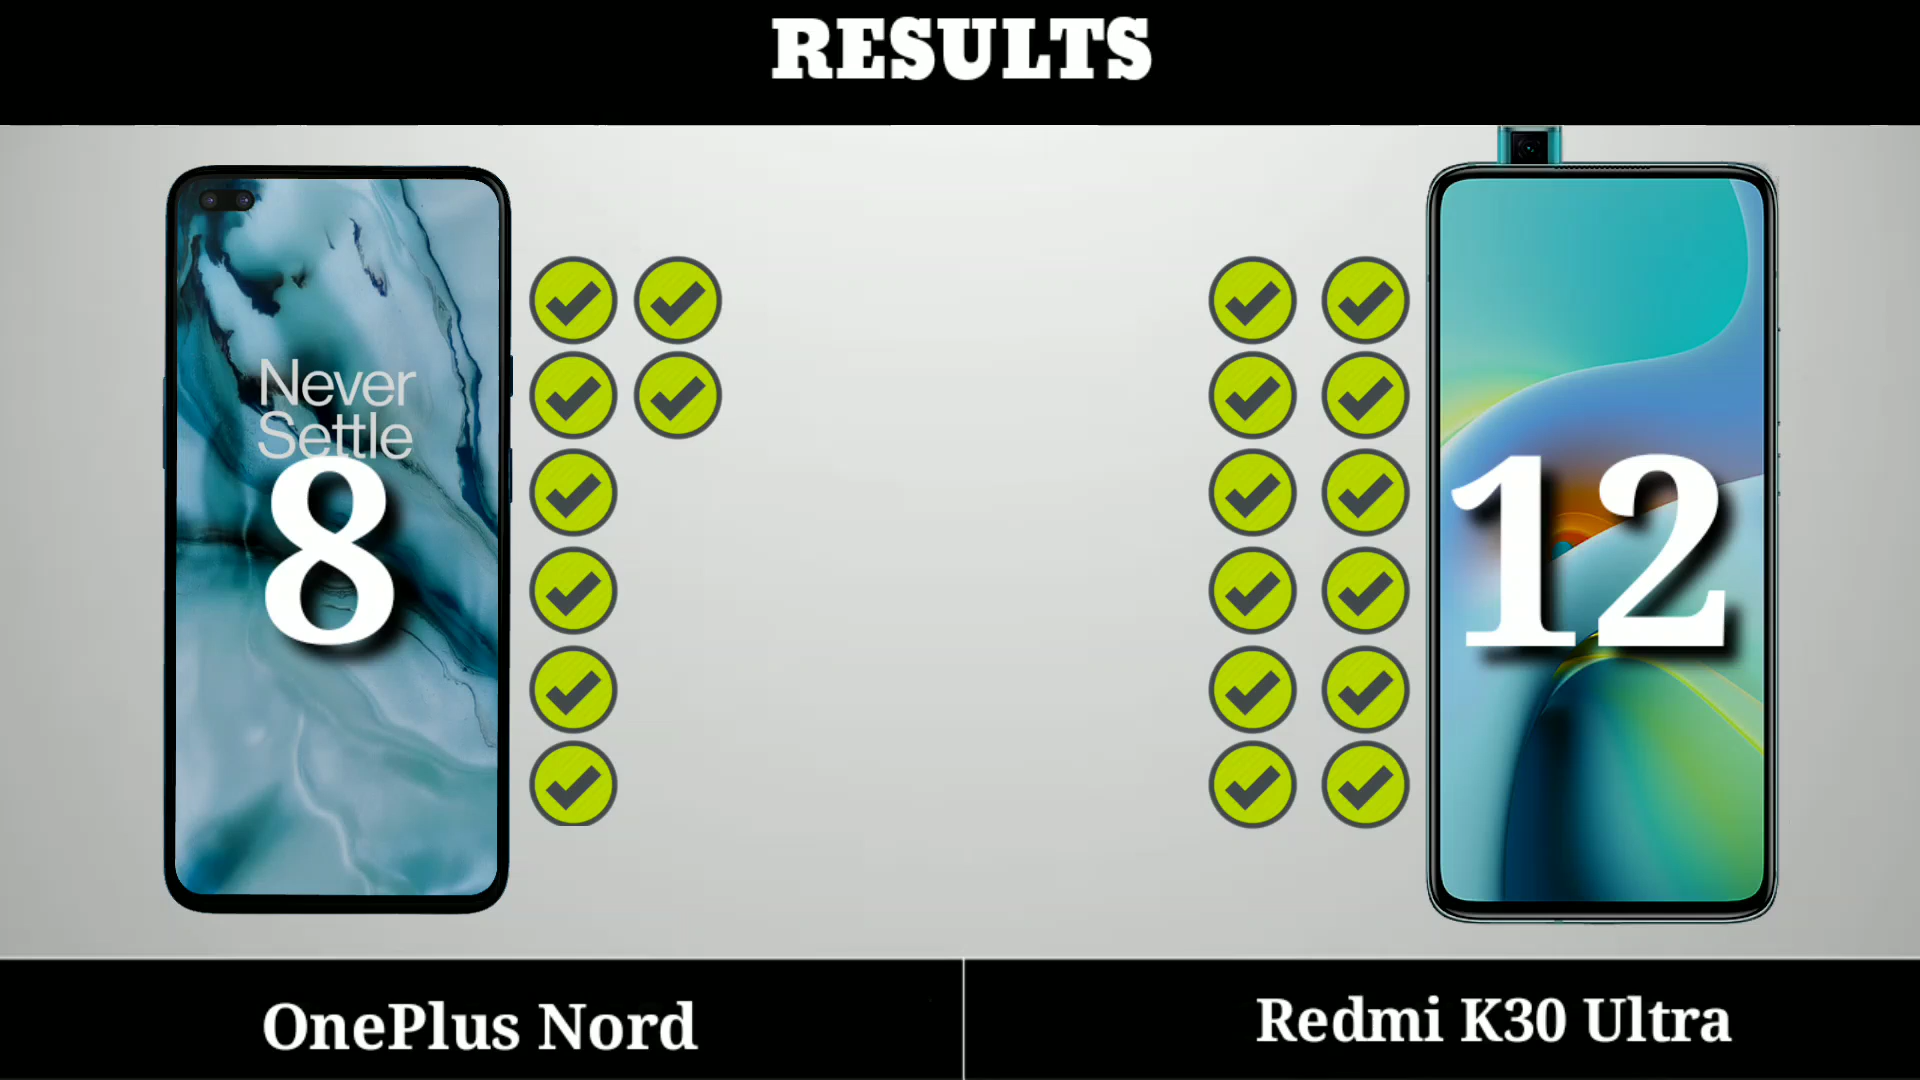 RESULTS
Never
Settle
8
12
OnePlus Nord
Redmi K30 Ultra